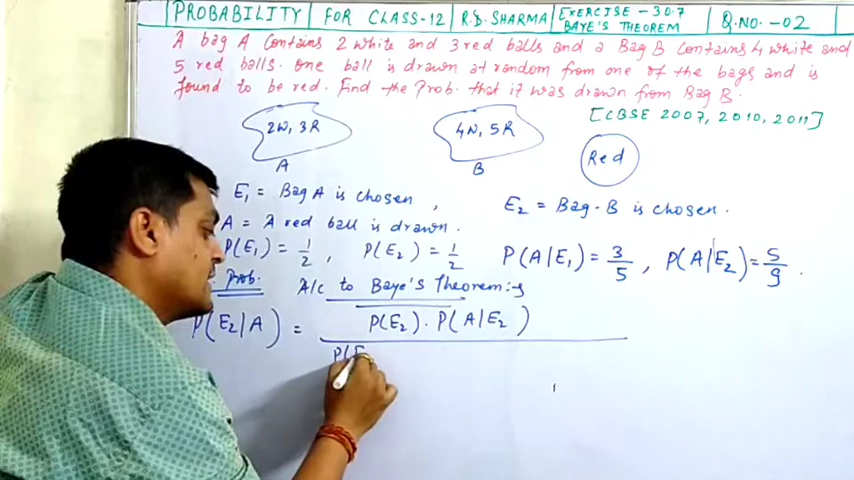 PROBABILITY FOR CLASS-12 R.D. SHARMA EXERCISE - 30.7 BAYE'S THEOREM Q.NO. - 02
A bag A contains 2 white and 3 red balls and a Bag B contains 4 white and
5 red balls. one ball is drawn at random from one of the bags and is
found to be red. Find the Prob. that it was drawn from Bag B.
[CBSE 2007, 2010, 2011]
2W, 3R 4W, 5R Red
A B
E₁ = Bag A is chosen , E₂ = Bag-B is chosen.
A = A red ball is drawn.
P(E₁) = 1/2 , P(E₂) = 1/2 P(A|E₁) = 3/5 , P(A|E₂) = 5/9 .
Prob. A/c to Baye's Theorem :-
P(E₂|A) = P(E₂) . P(A|E₂)
P(E